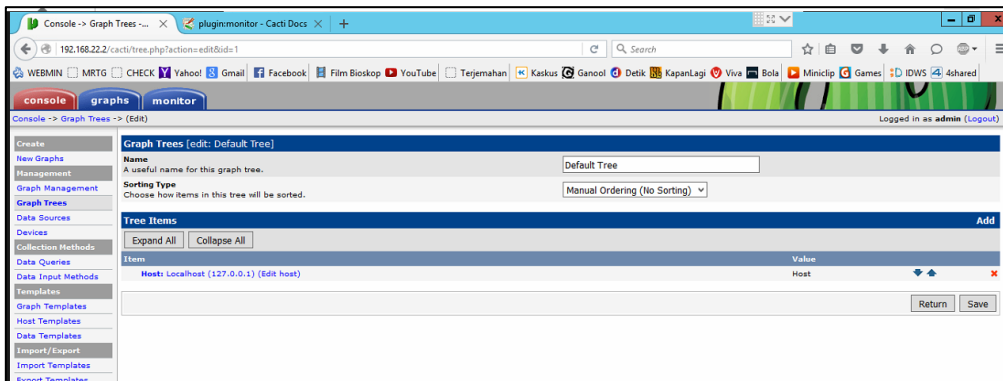 Console -> Graph Trees -...
plugin:monitor - Cacti Docs
192.168.22.2/cacti/tree.php?action=edit&id=1
Search
WEBMIN MRTG CHECK Yahoo! Gmail Facebook Film Bioskop YouTube Terjemahan Kaskus Ganool Detik KapanLagi Viva Bola Miniclip Games IDWS 4shared
console graphs monitor
Console -> Graph Trees -> (Edit)
Logged in as admin (Logout)
Create
New Graphs
Management
Graph Management
Graph Trees
Data Sources
Devices
Collection Methods
Data Queries
Data Input Methods
Templates
Graph Templates
Host Templates
Data Templates
Import/Export
Import Templates
Export Templates
Graph Trees [edit: Default Tree]
Name
A useful name for this graph tree.
Default Tree
Sorting Type
Choose how items in this tree will be sorted.
Manual Ordering (No Sorting)
Tree Items Add
Expand All Collapse All
Item Value
Host: Localhost (127.0.0.1) (Edit host) Host
Return Save